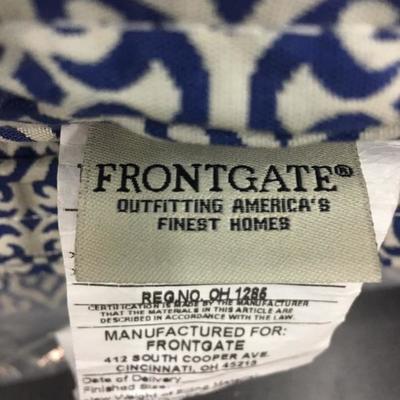 FRONTGATE®
OUTFITTING AMERICA'S
FINEST HOMES
REG.NO. OH 1286
CERTIFICATION IS MADE BY THE MANUFACTURER
THAT THE MATERIALS IN THIS ARTICLE ARE
DESCRIBED IN ACCORDANCE WITH THE LAW.
MANUFACTURED FOR:
FRONTGATE
412 SOUTH COOPER AVE.
CINCINNATI, OH 45215
Date of Delivery
Finished Size